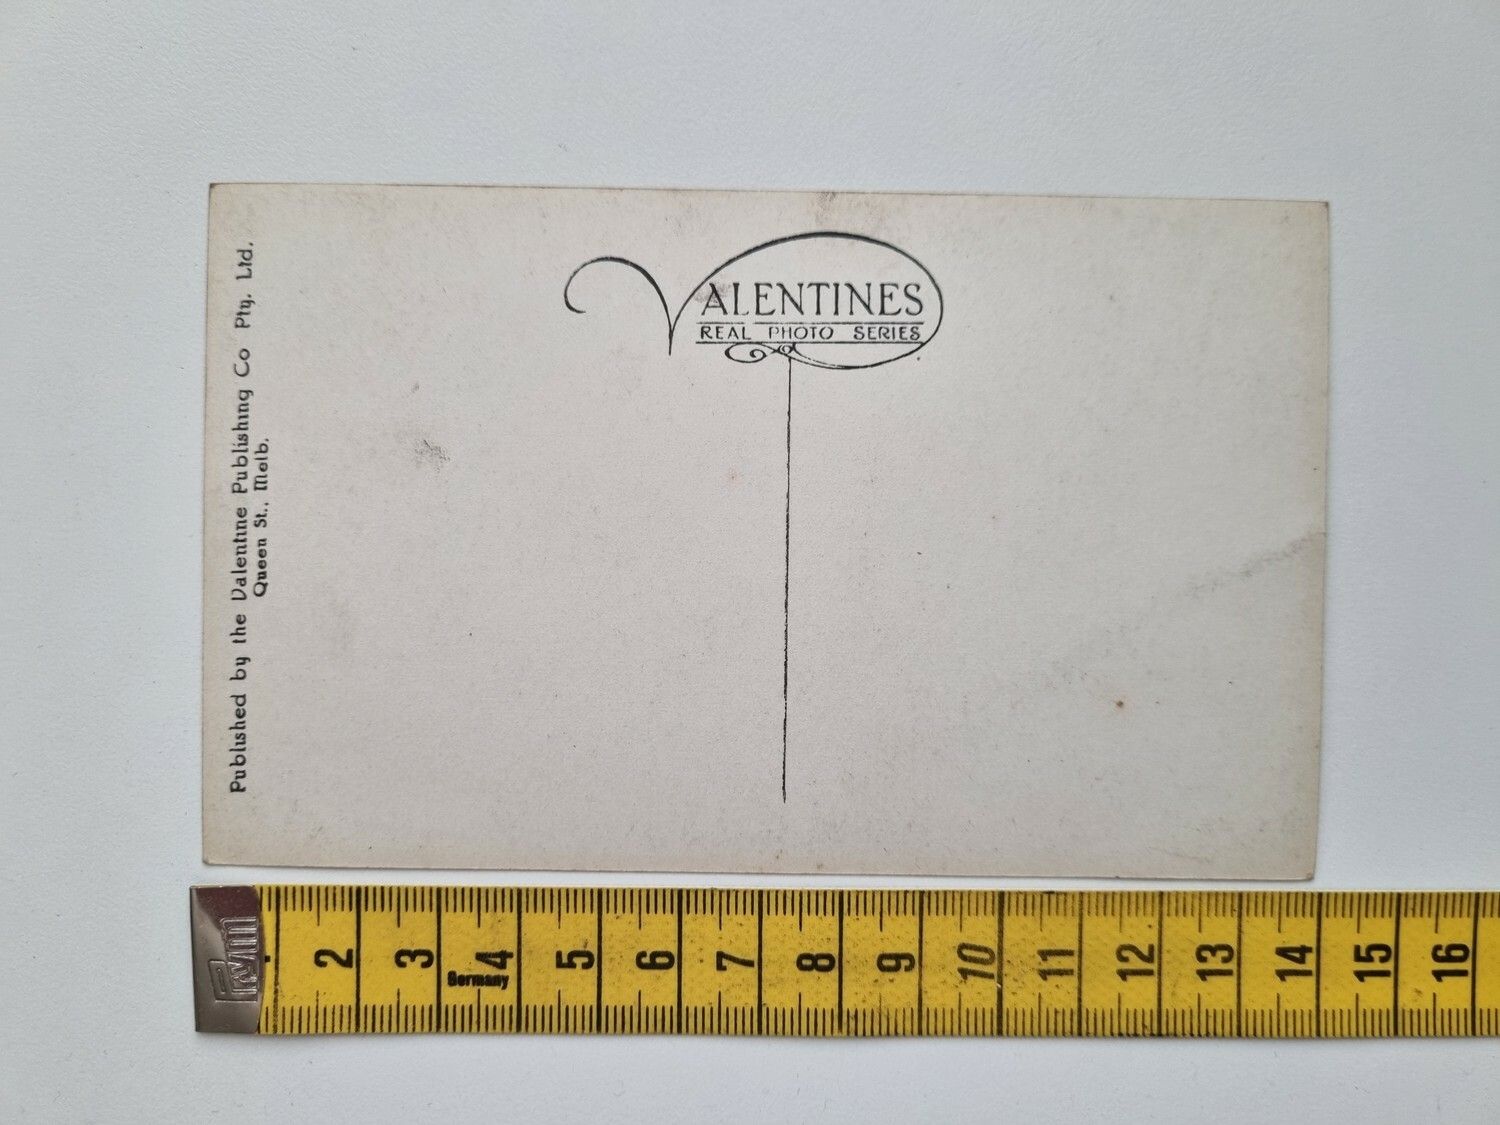 VALENTINES
REAL PHOTO SERIES
Published by the Valentine Publishing Co Pty. Ltd.
Queen St., Melb.
Prym
Germany
2 3 4 5 6 7 8 9 10 11 12 13 14 15 16